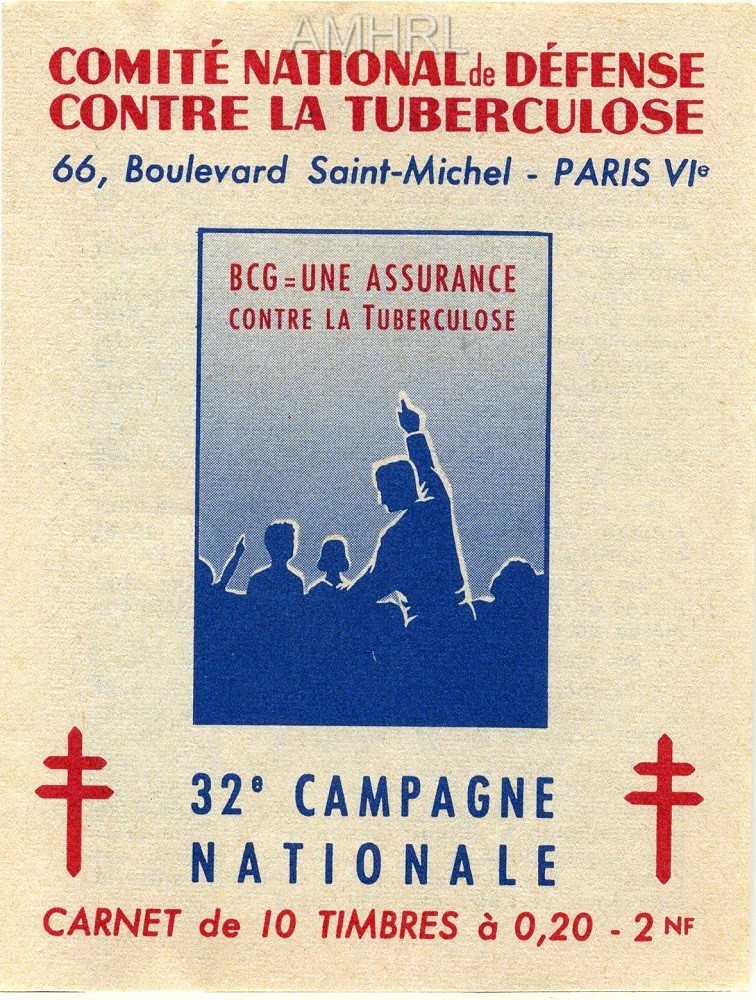 AMHRL
COMITÉ NATIONAL de DÉFENSE
CONTRE LA TUBERCULOSE
66, Boulevard Saint-Michel - PARIS VIe
BCG = UNE ASSURANCE
CONTRE LA TUBERCULOSE
32e CAMPAGNE
NATIONALE
CARNET de 10 TIMBRES à 0,20 - 2 NF